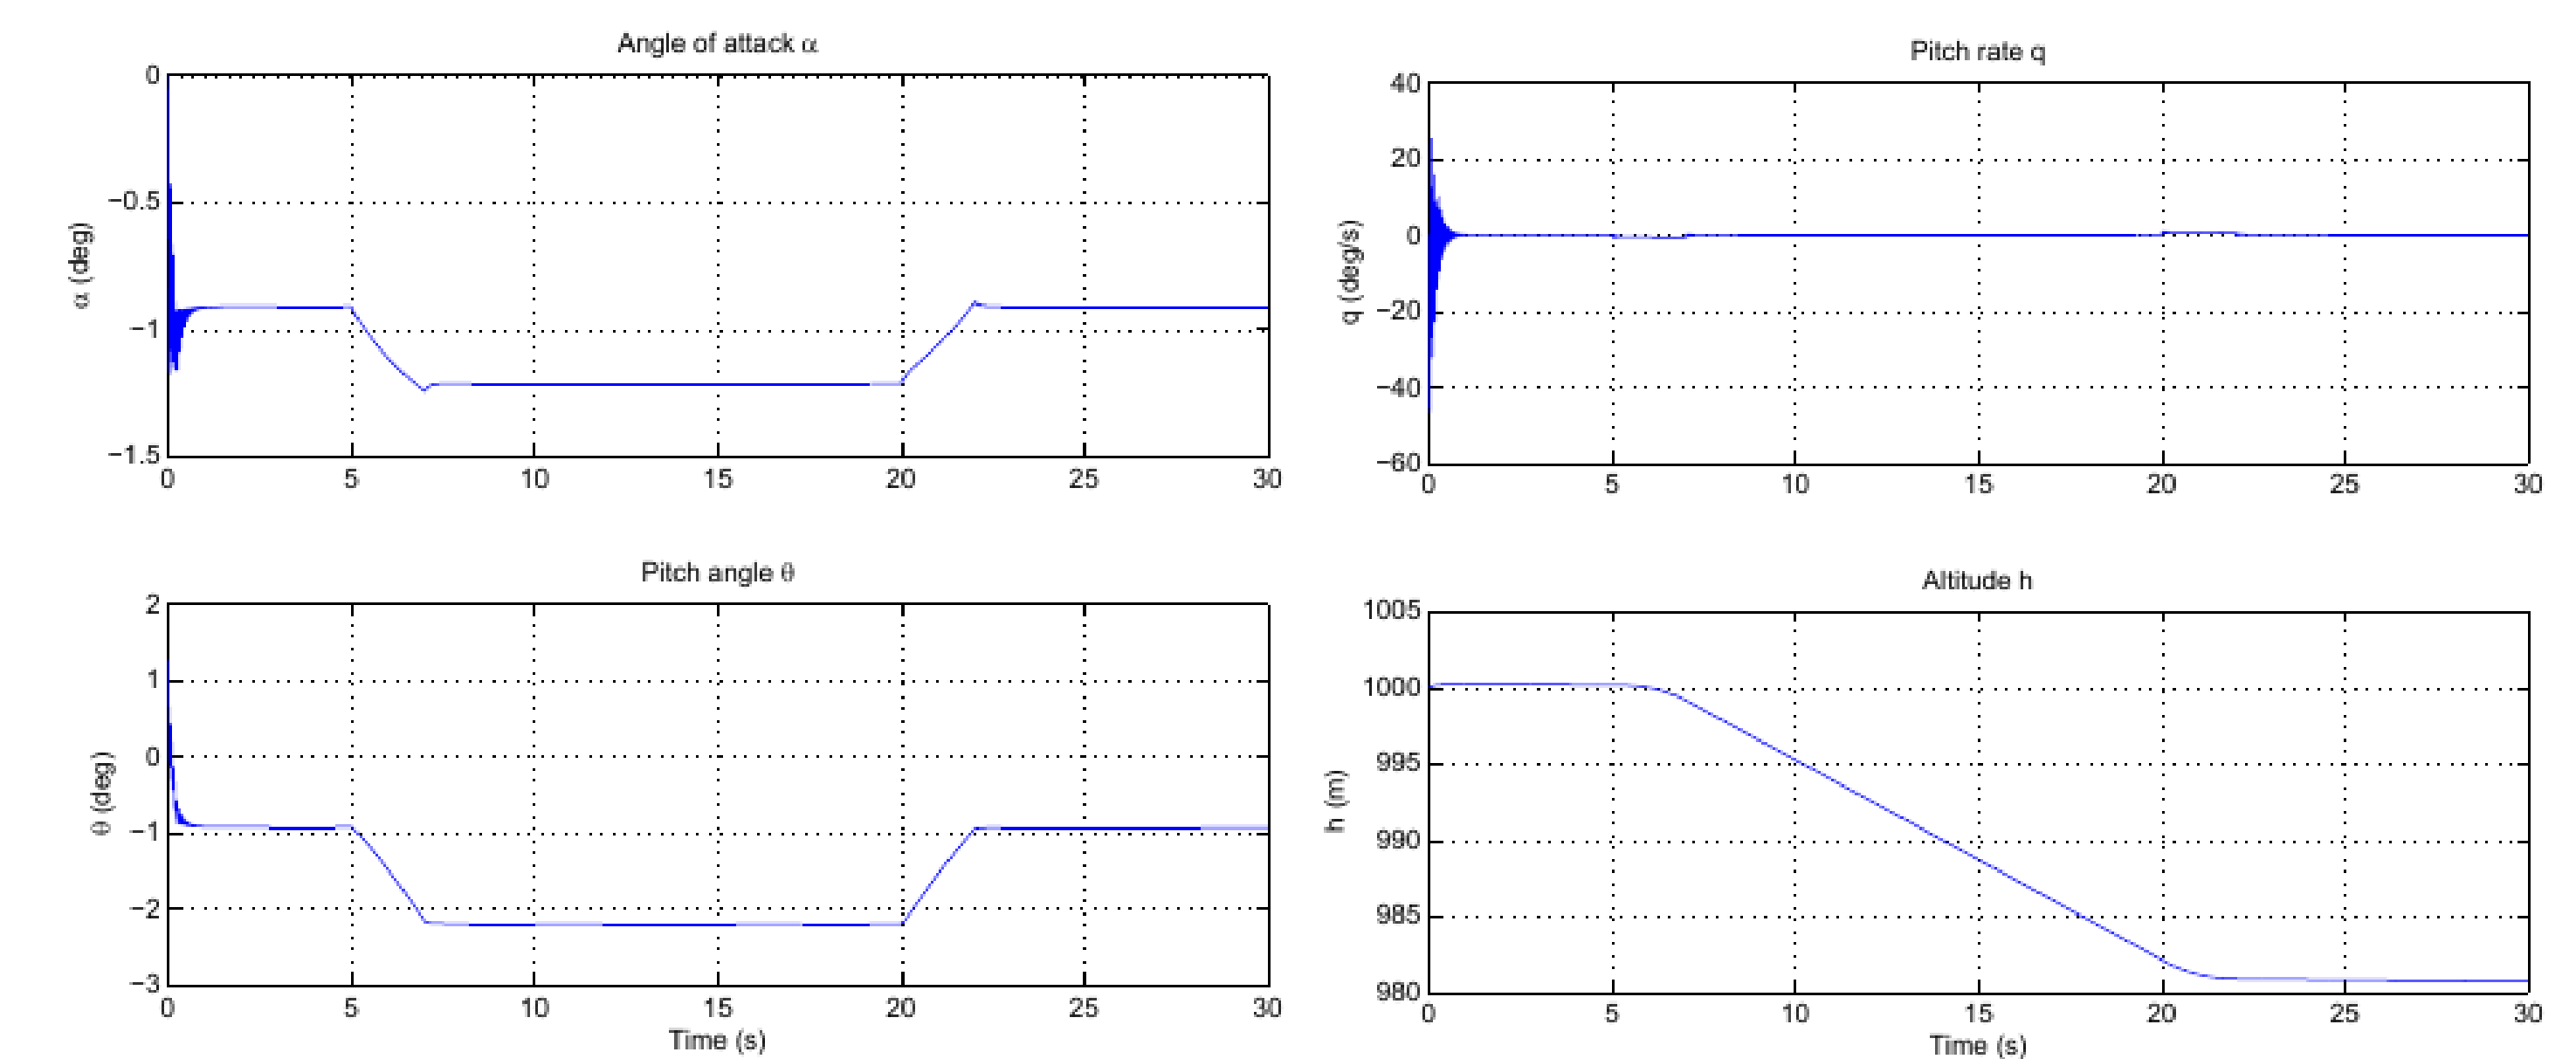 Angle of attack α
0
−0.5
−1
−1.5
α (deg)
0 5 10 15 20 25 30
Pitch rate q
40
20
0
−20
−40
−60
q (deg/s)
0 5 10 15 20 25 30
Pitch angle θ
2
1
0
−1
−2
−3
θ (deg)
0 5 10 15 20 25 30
Time (s)
Altitude h
1005
1000
995
990
985
980
h (m)
0 5 10 15 20 25 30
Time (s)